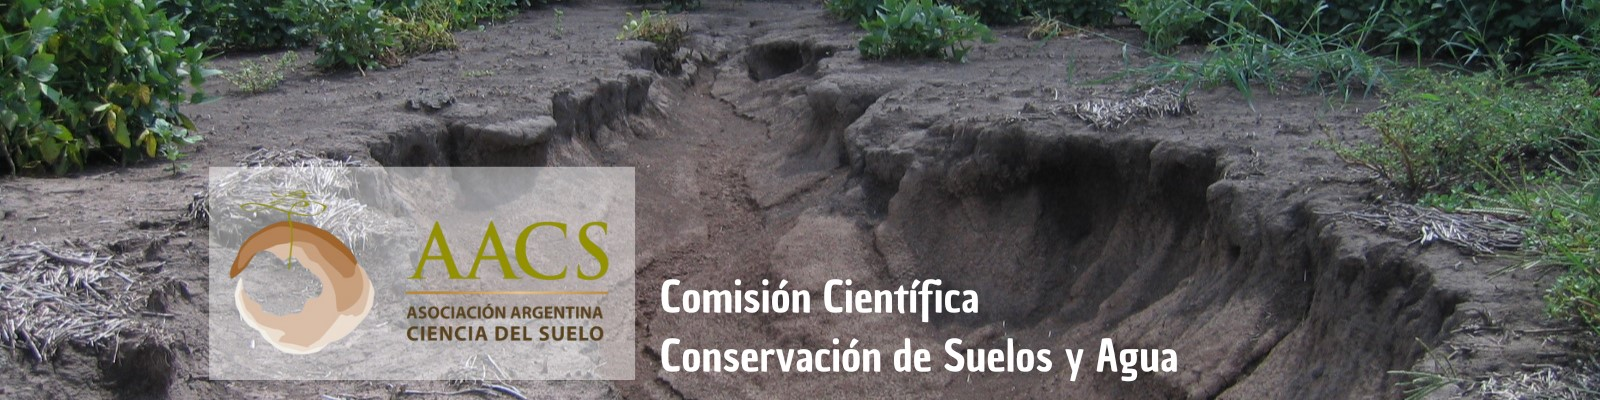 AACS
ASOCIACIÓN ARGENTINA
CIENCIA DEL SUELO
Comisión Científica
Conservación de Suelos y Agua